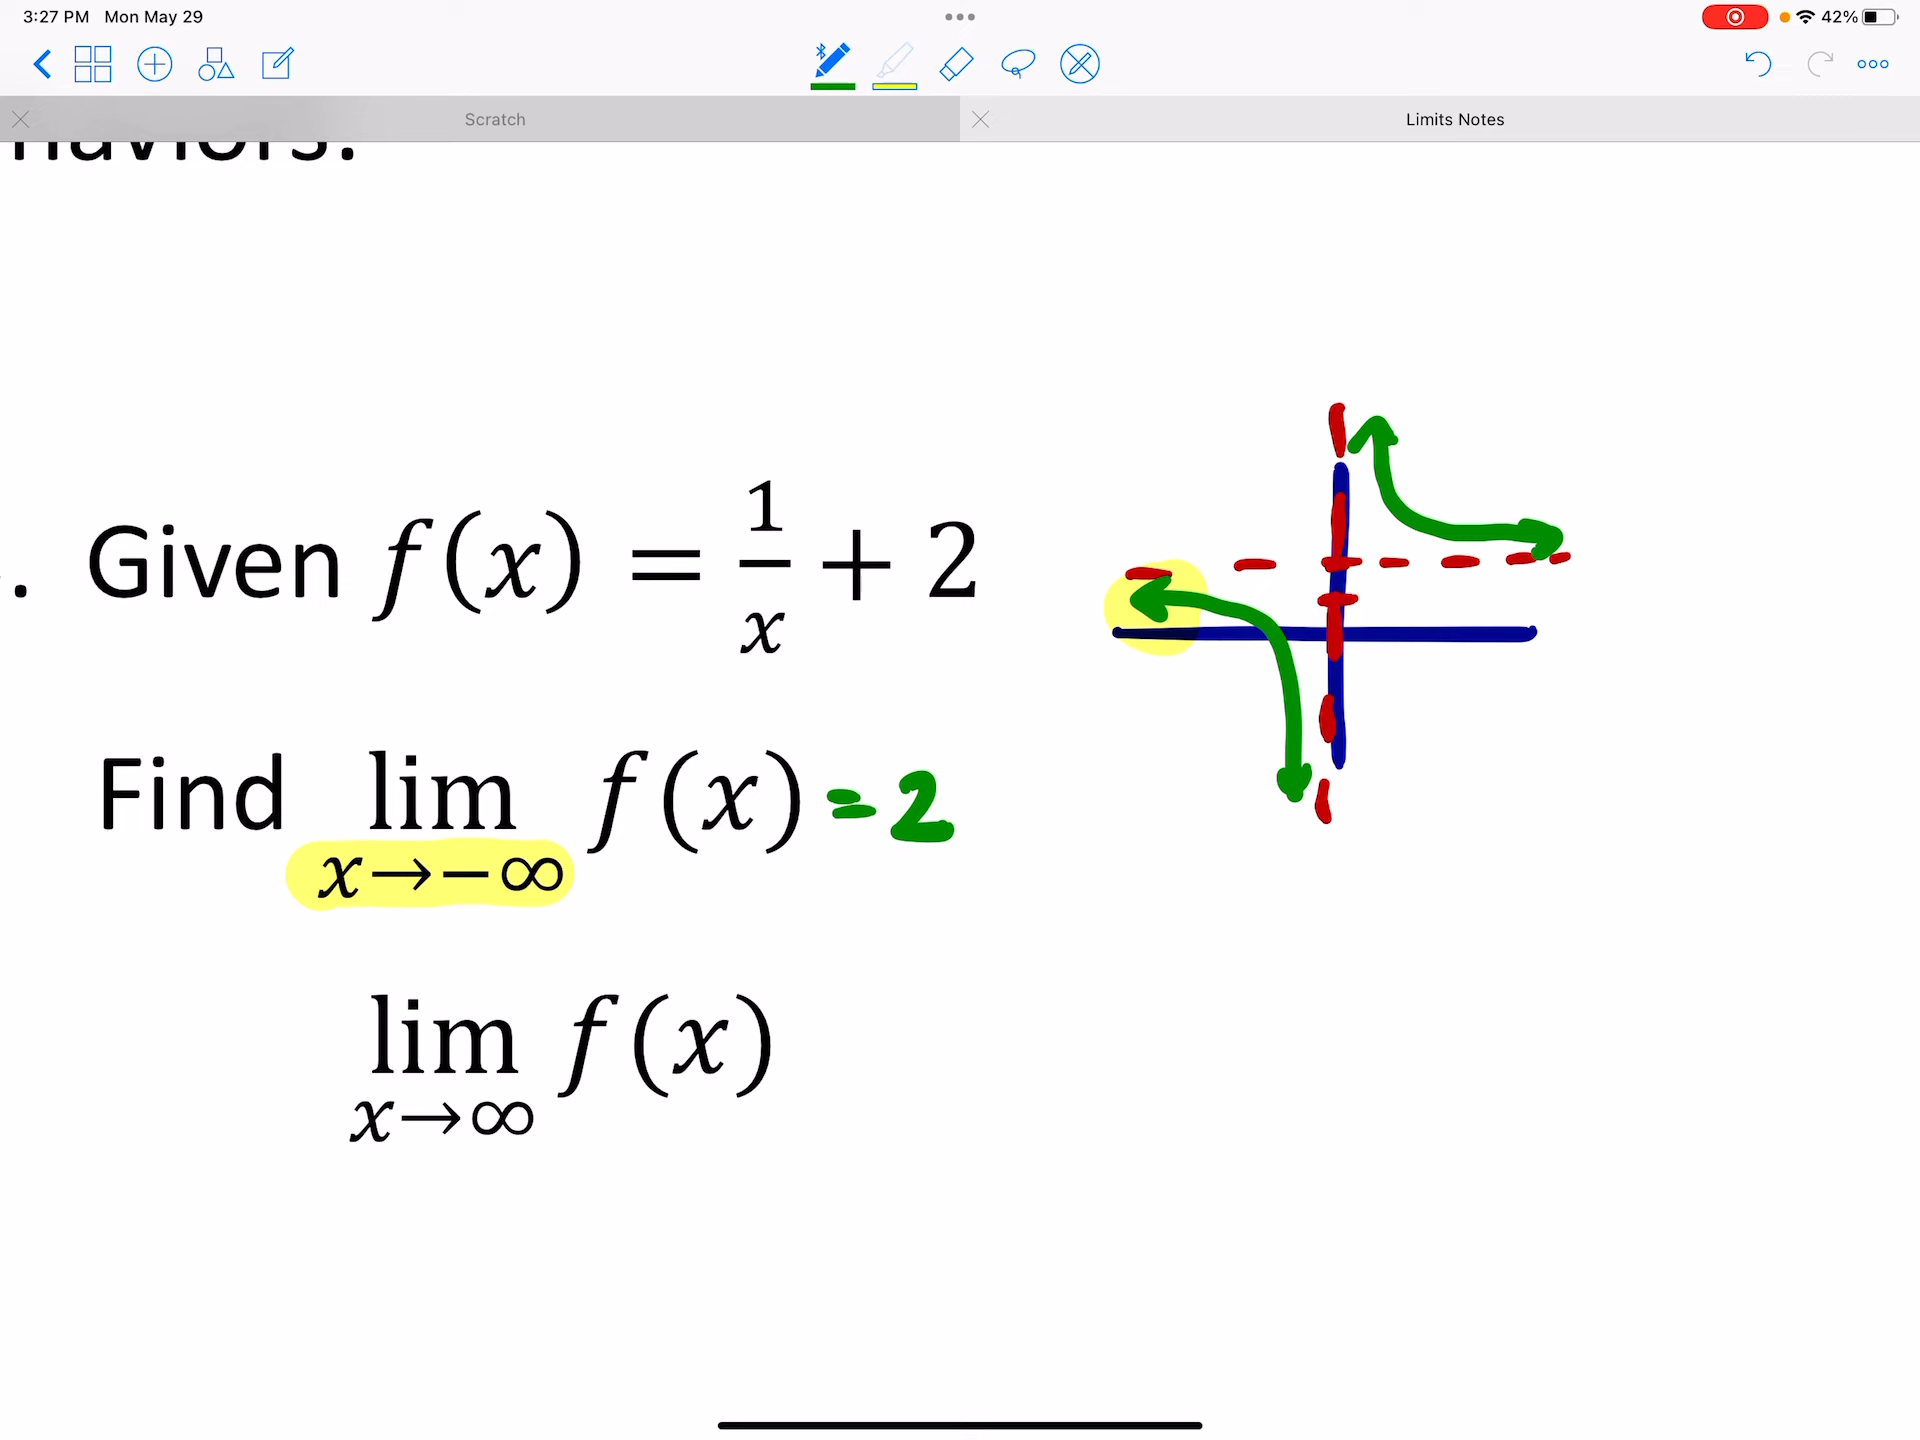 3:27 PM Mon May 29
42%
Scratch
Limits Notes
haviors.
. Given f(x) = 1/x + 2
Find lim x→−∞ f(x) = 2
lim x→∞ f(x)